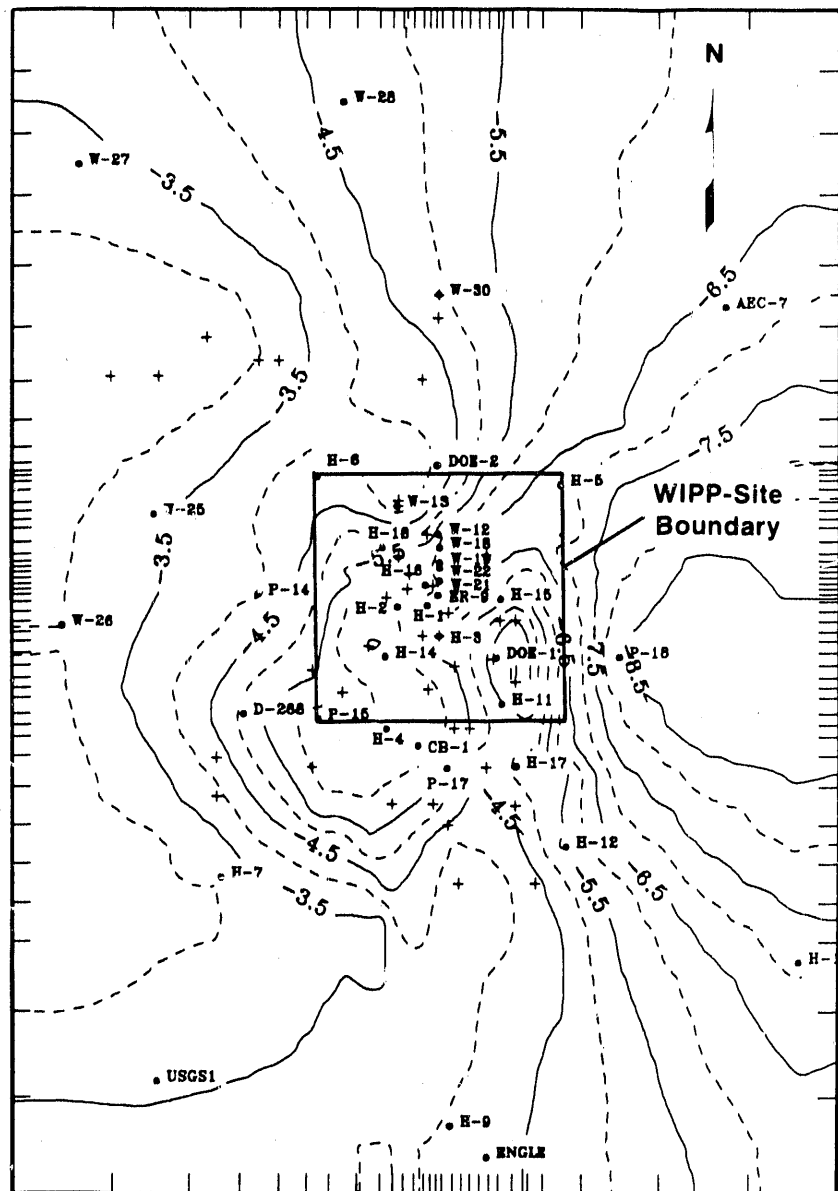 N
W-28
W-27
-4.5
-5.5
-3.5
-6.5
W-30
AEC-7
3.5
-3.5
-7.5
H-6
DOE-2
H-5
WIPP-Site
Boundary
W-13
W-25
W-12
H-18
W-18
-3.5
H-16
W-22
W-21
P-14
ER-9
H-15
W-26
H-2
H-1
-4.5
H-3
-6.5
H-14
DOE-1
7.5
P-18
-8.5
H-11
D-268
P-15
H-4
CB-1
H-17
P-17
-4.5
H-12
-4.5
H-7
-6.5
-3.5
-5.5
USGS1
H-9
ENGLE